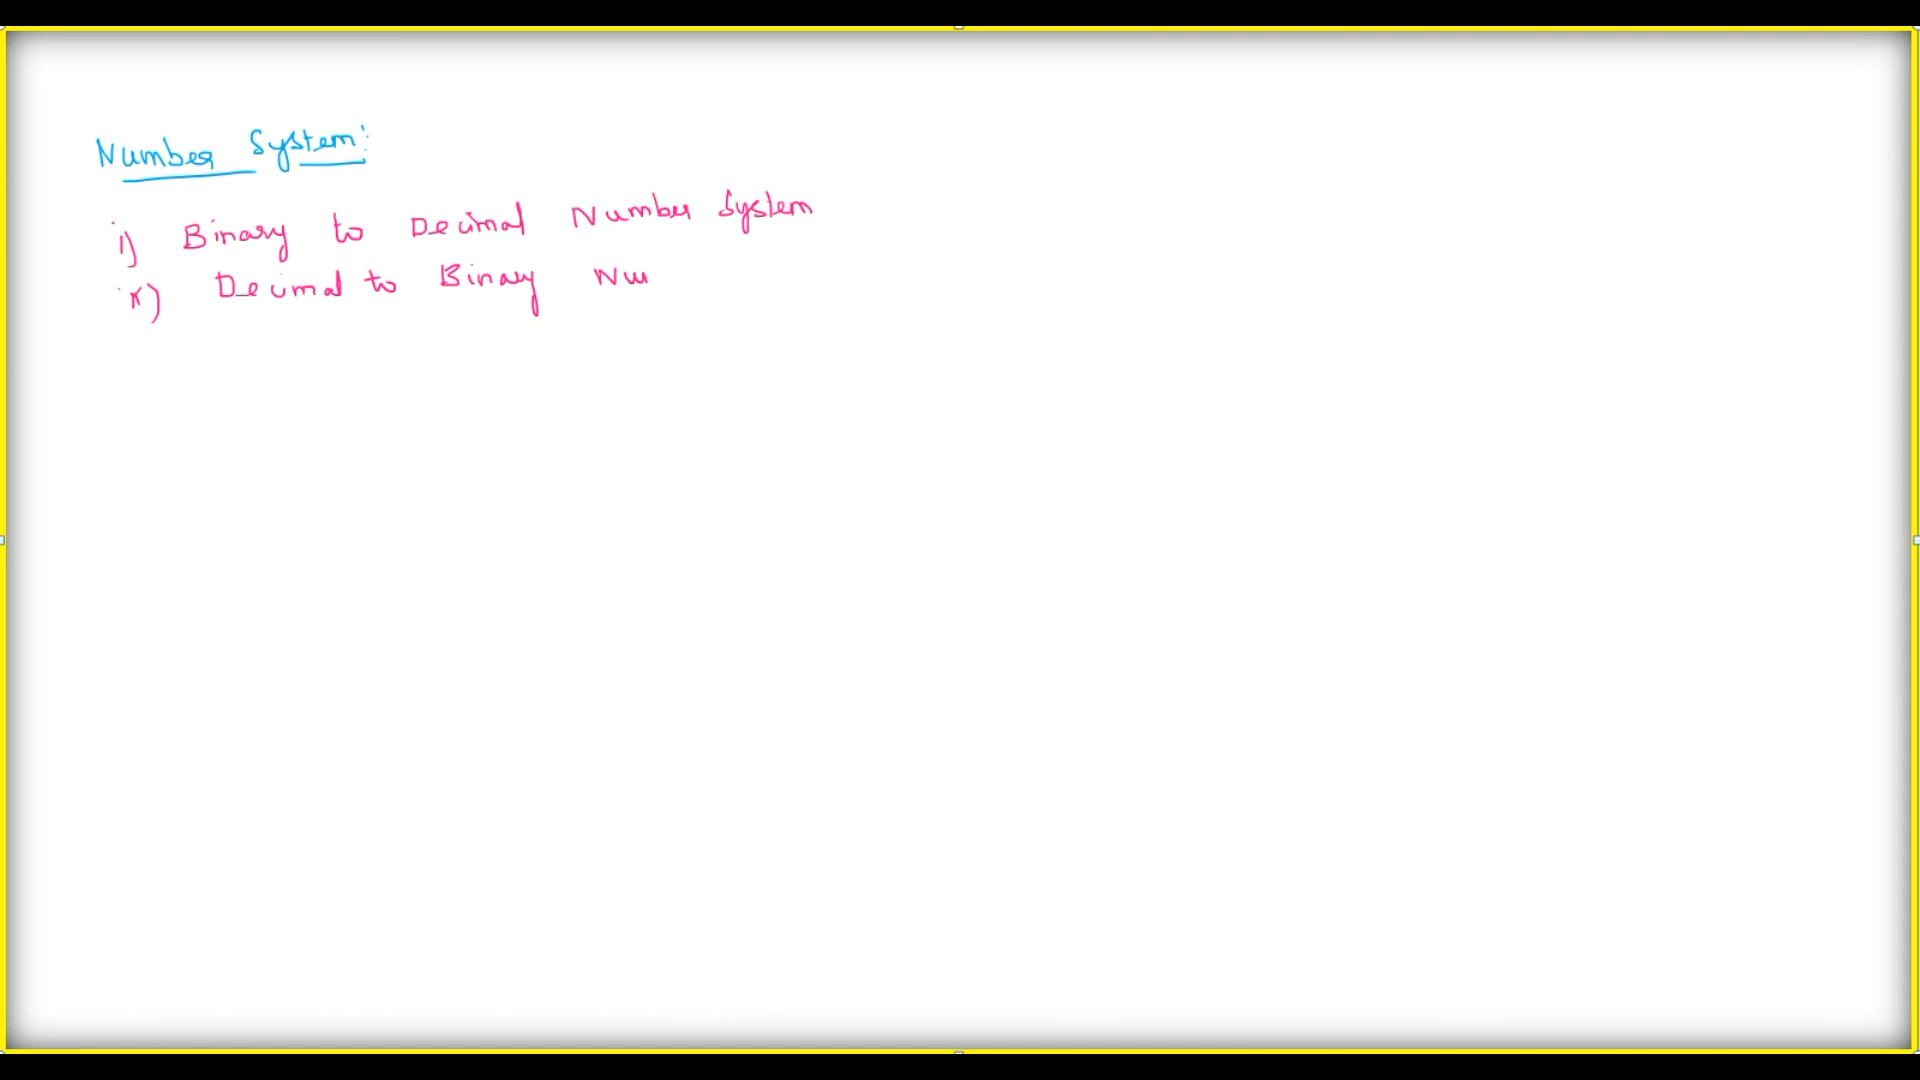 Number System:
i) Binary to Decimal Number System
ii) Decimal to Binary Nu